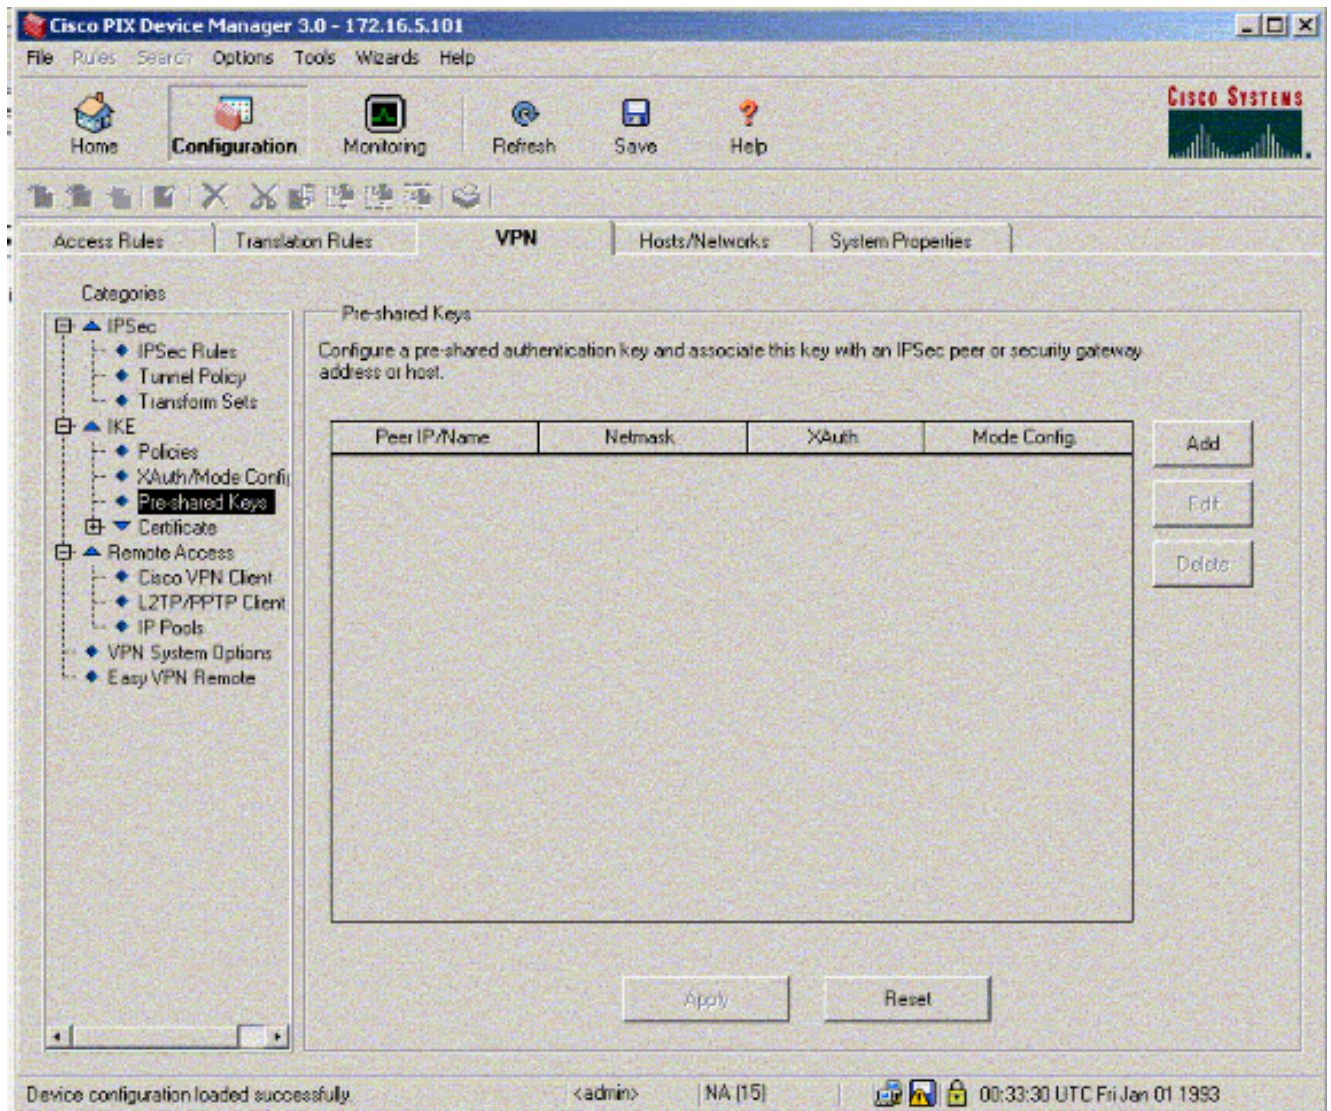 Cisco PIX Device Manager 3.0 - 172.16.5.101
File Rules Search Options Tools Wizards Help
CISCO SYSTEMS
Home Configuration Monitoring Refresh Save Help
Access Rules Translation Rules VPN Hosts/Networks System Properties
Categories
IPSec
IPSec Rules
Tunnel Policy
Transform Sets
IKE
Policies
XAuth/Mode Config
Pre-shared Keys
Certificate
Remote Access
Cisco VPN Client
L2TP/PPTP Client
IP Pools
VPN System Options
Easy VPN Remote
Pre-shared Keys
Configure a pre-shared authentication key and associate this key with an IPSec peer or security gateway
address or host.
Peer IP/Name Netmask XAuth Mode Config.
Add
Edit
Delete
Apply Reset
Device configuration loaded successfully. <admin> NA (15) 00:33:30 UTC Fri Jan 01 1993